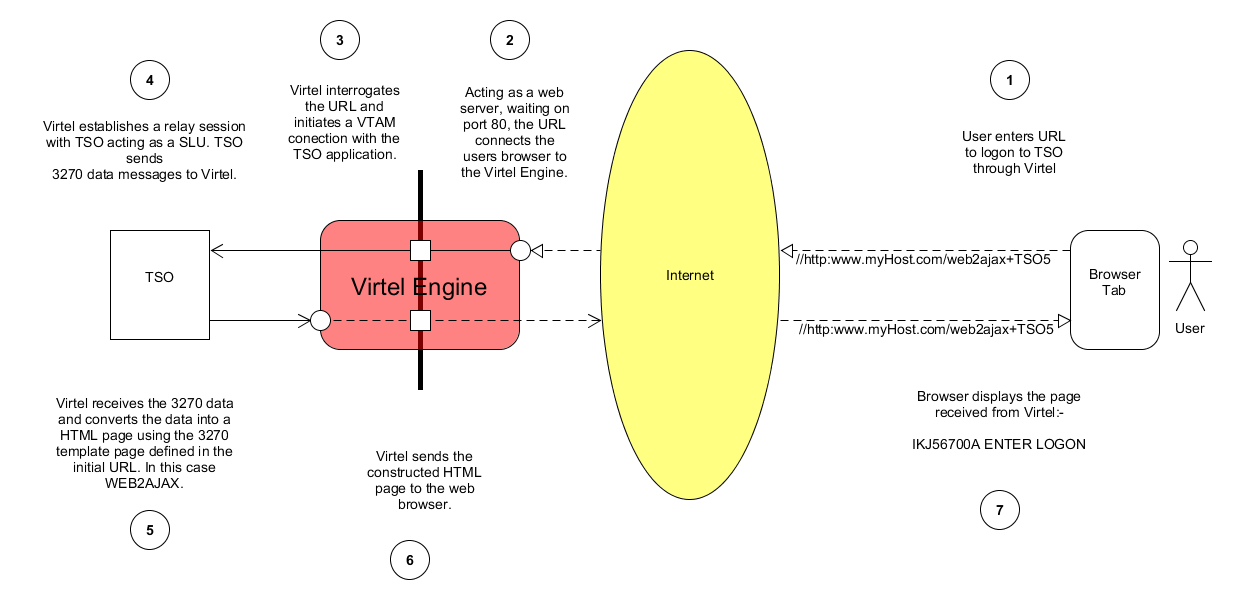 1
User enters URL
to logon to TSO
through Virtel
2
Acting as a web
server, waiting on
port 80, the URL
connects the
users browser to
the Virtel Engine.
3
Virtel interrogates
the URL and
initiates a VTAM
conection with the
TSO application.
4
Virtel establishes a relay session
with TSO acting as a SLU. TSO
sends
3270 data messages to Virtel.
TSO
Virtel Engine
Internet
//http:www.myHost.com/web2ajax+TSO5
//http:www.myHost.com/web2ajax+TSO5
Browser
Tab
User
Virtel receives the 3270 data
and converts the data into a
HTML page using the 3270
template page defined in the
initial URL. In this case
WEB2AJAX.
5
Virtel sends the
constructed HTML
page to the web
browser.
6
Browser displays the page
received from Virtel:-
IKJ56700A ENTER LOGON
7